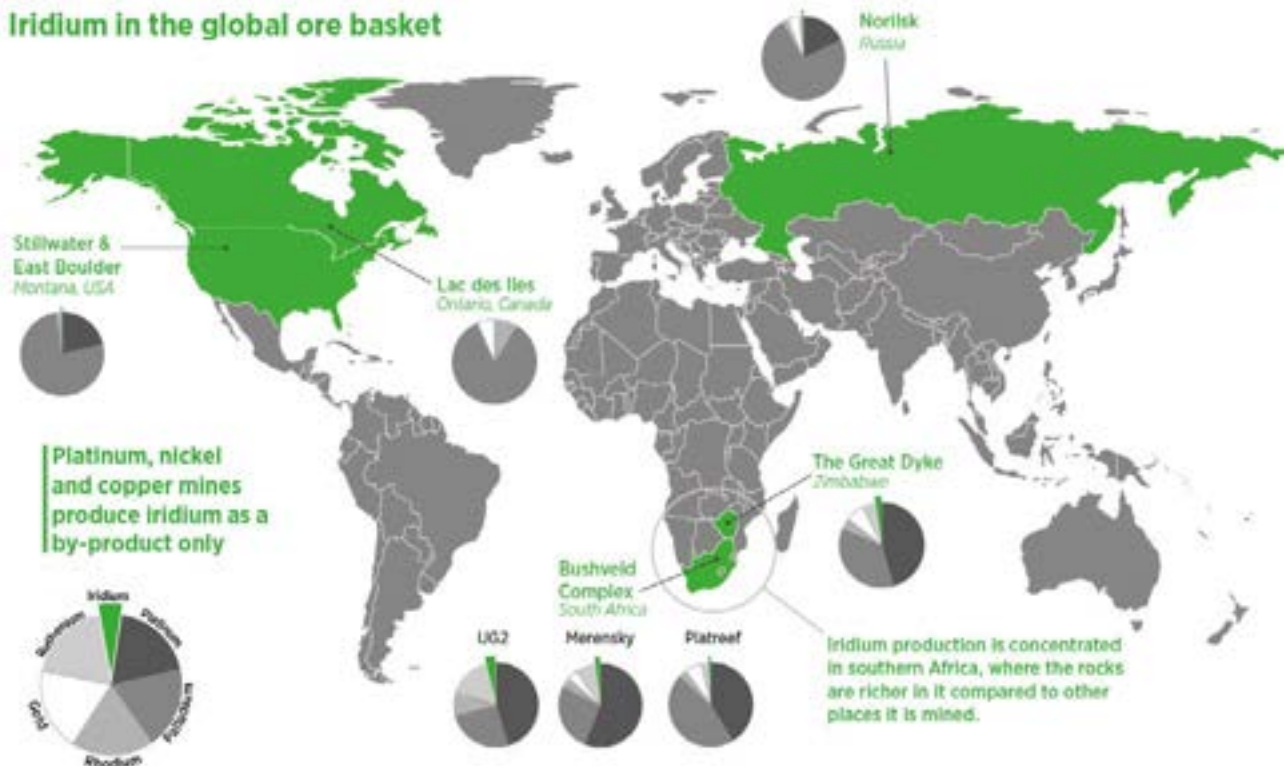 Iridium in the global ore basket
Norilsk
Russia
Stillwater &
East Boulder
Montana, USA
Lac des Iles
Ontario, Canada
Platinum, nickel
and copper mines
produce iridium as a
by-product only
The Great Dyke
Zimbabwe
Bushveld
Complex
South Africa
Iridium
Platinum
Palladium
Rhodium
Gold
Ruthenium
UG2
Merensky
Platreef
Iridium production is concentrated
in southern Africa, where the rocks
are richer in it compared to other
places it is mined.